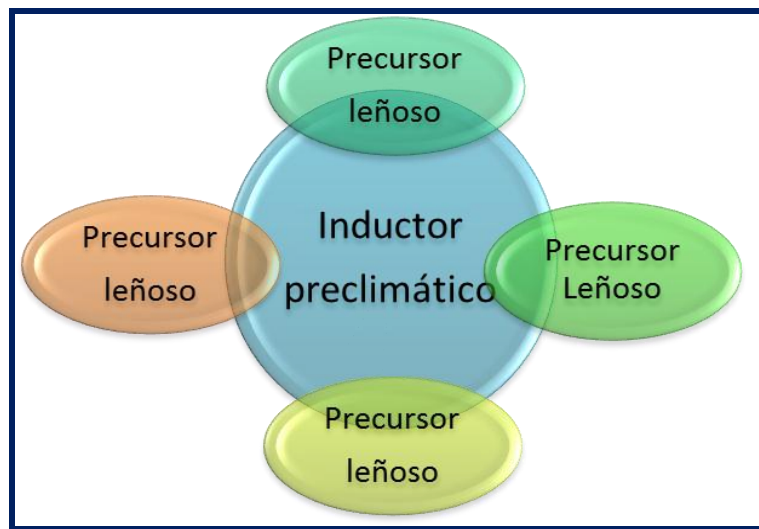 Precursor
leñoso
Precursor
leñoso
Inductor
preclimático
Precursor
Leñoso
Precursor
leñoso